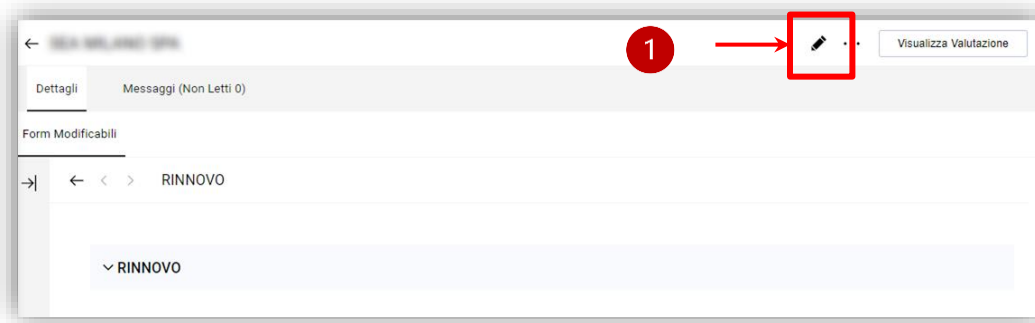 1
Visualizza Valutazione
Dettagli Messaggi (Non Letti 0)
Form Modificabili
RINNOVO
RINNOVO